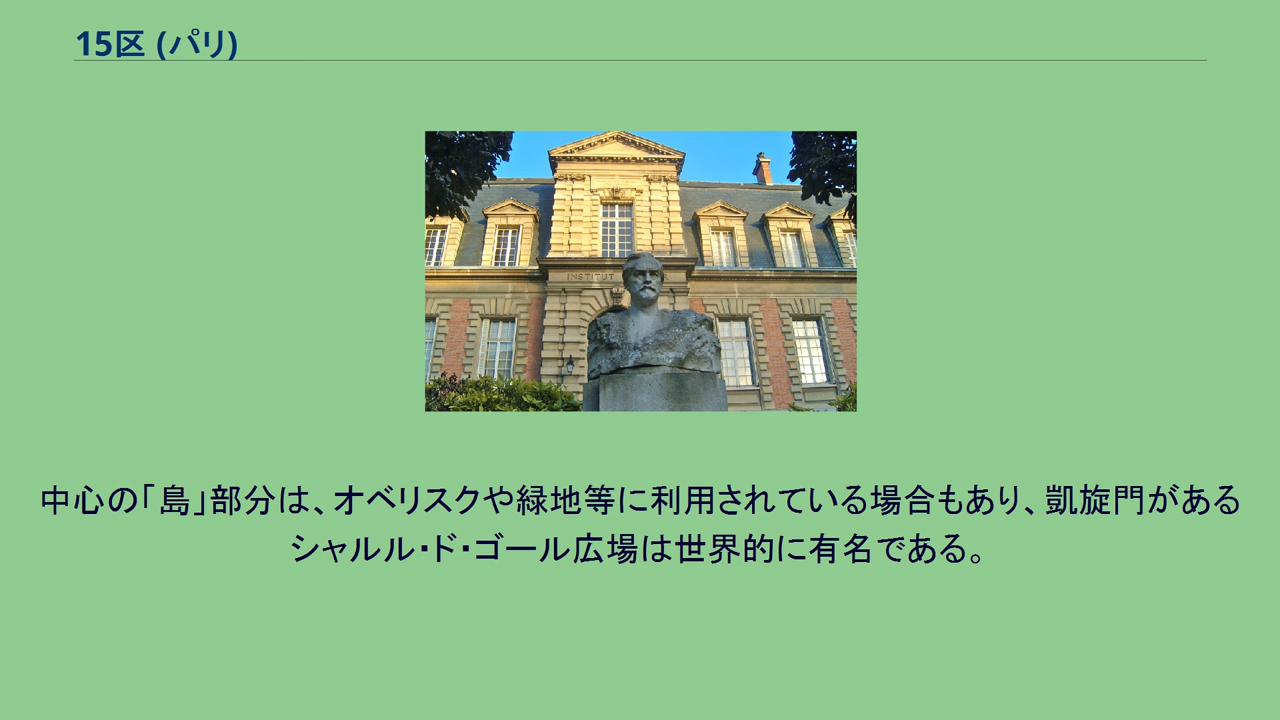 15区 (パリ)
INSTITUT
中心の「島」部分は、オベリスクや緑地等に利用されている場合もあり、凱旋門がある
シャルル・ド・ゴール広場は世界的に有名である。